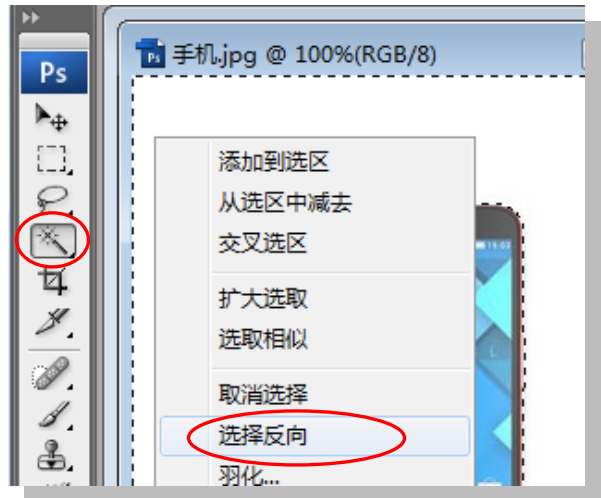 Ps
手机.jpg @ 100%(RGB/8)
添加到选区
从选区中减去
交叉选区
扩大选取
选取相似
取消选择
选择反向
羽化...